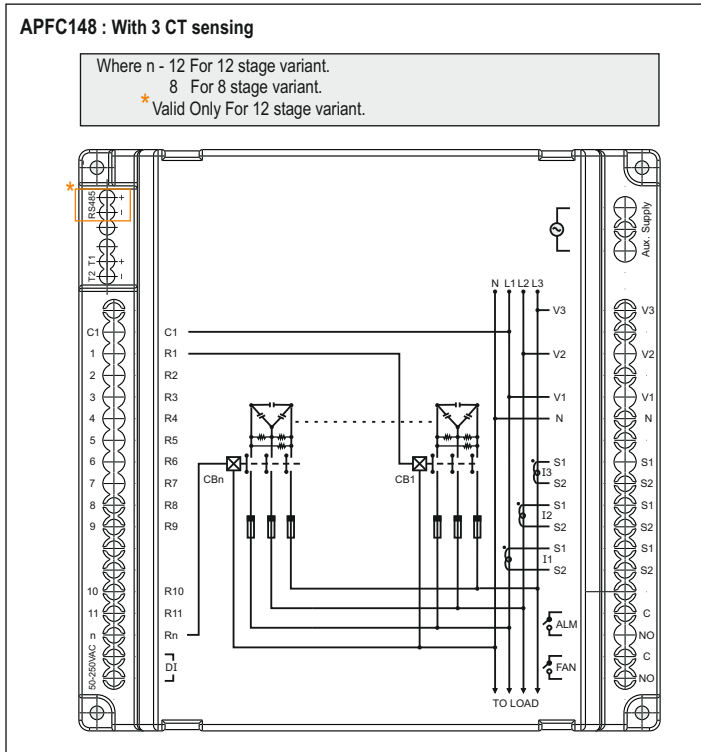 APFC148 : With 3 CT sensing
Where n - 12 For 12 stage variant.
8 For 8 stage variant.
* Valid Only For 12 stage variant.
*
RS485
+
-
T1
+
T2
-
Aux. Supply
N L1 L2 L3
V3
V3
C1
C1
1
R1
V2
V2
2
R2
3
R3
V1
V1
4
R4
N
N
5
R5
6
R6
CBn
CB1
S1
I3
S2
S1
S2
7
R7
8
R8
S1
I2
S2
S1
S2
9
R9
S1
I1
S2
S1
S2
10
R10
11
R11
ALM
C
n
Rn
NO
50-250VAC
DI
FAN
C
NO
TO LOAD